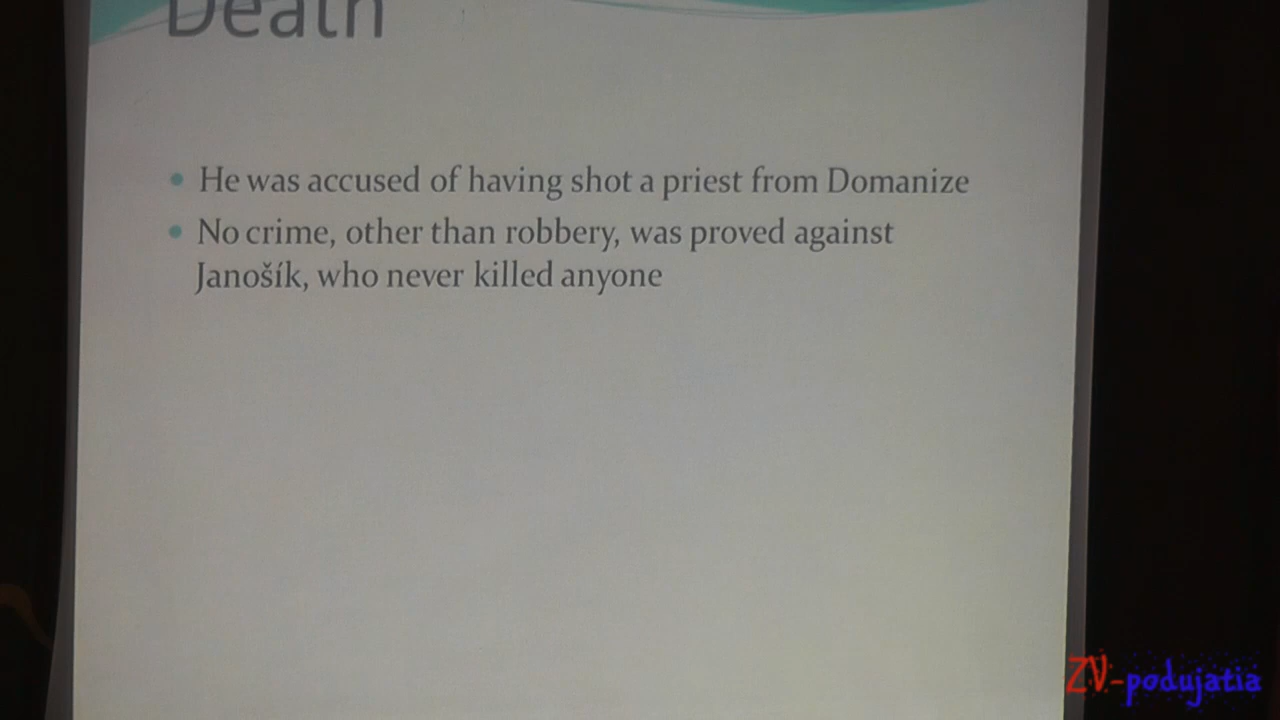 Death
He was accused of having shot a priest from Domanize
No crime, other than robbery, was proved against
Janošík, who never killed anyone
ZV-podujatia